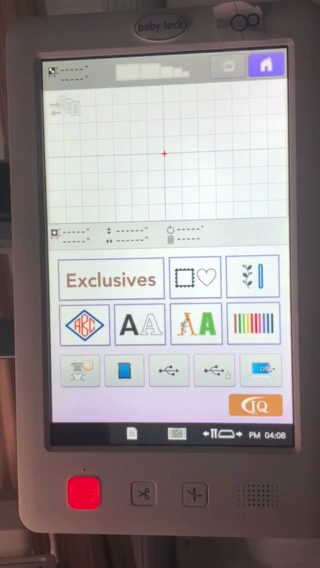 baby lock
Exclusives
ABC
AA
AA
IQ
PM 04:08